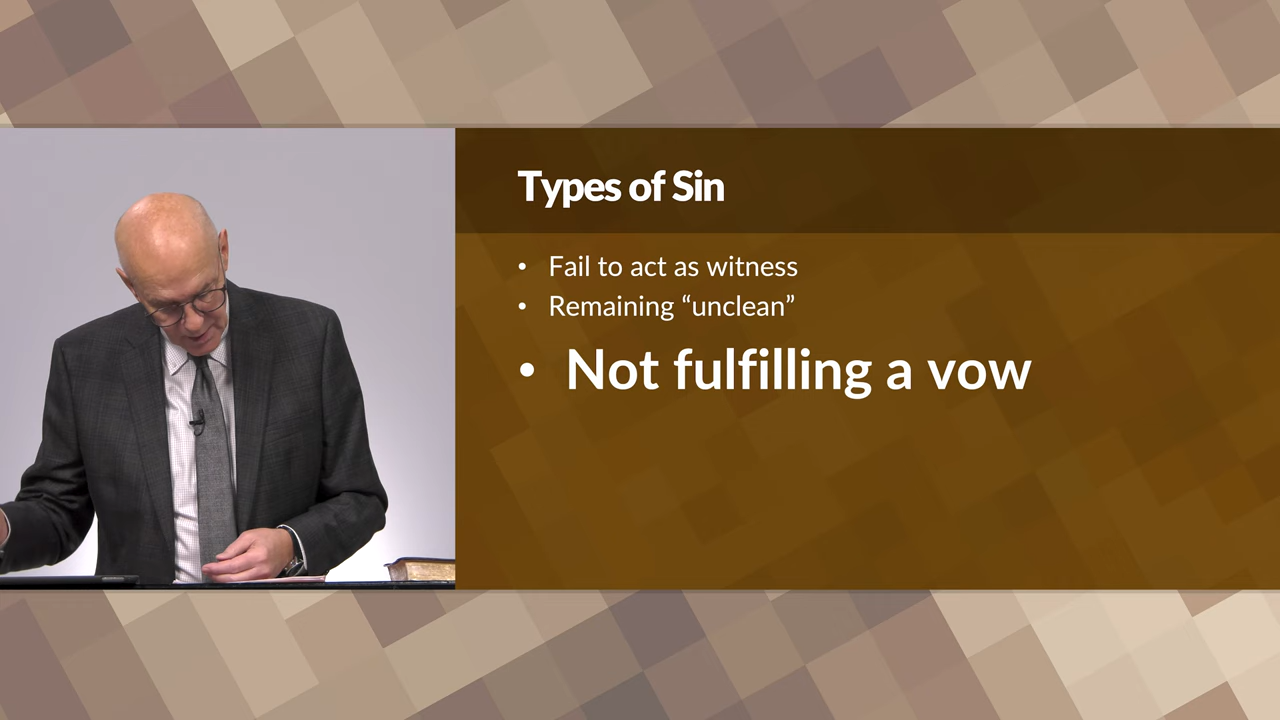 Types of Sin
• Fail to act as witness
• Remaining “unclean”
• Not fulfilling a vow